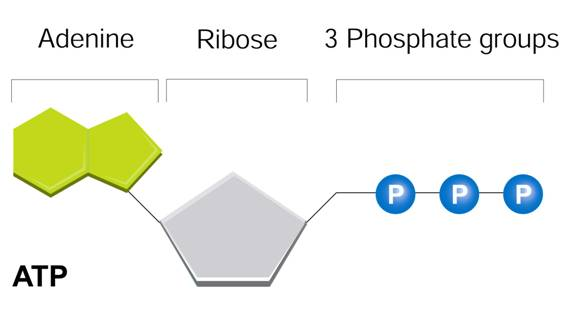 Adenine Ribose 3 Phosphate groups
P P P
ATP